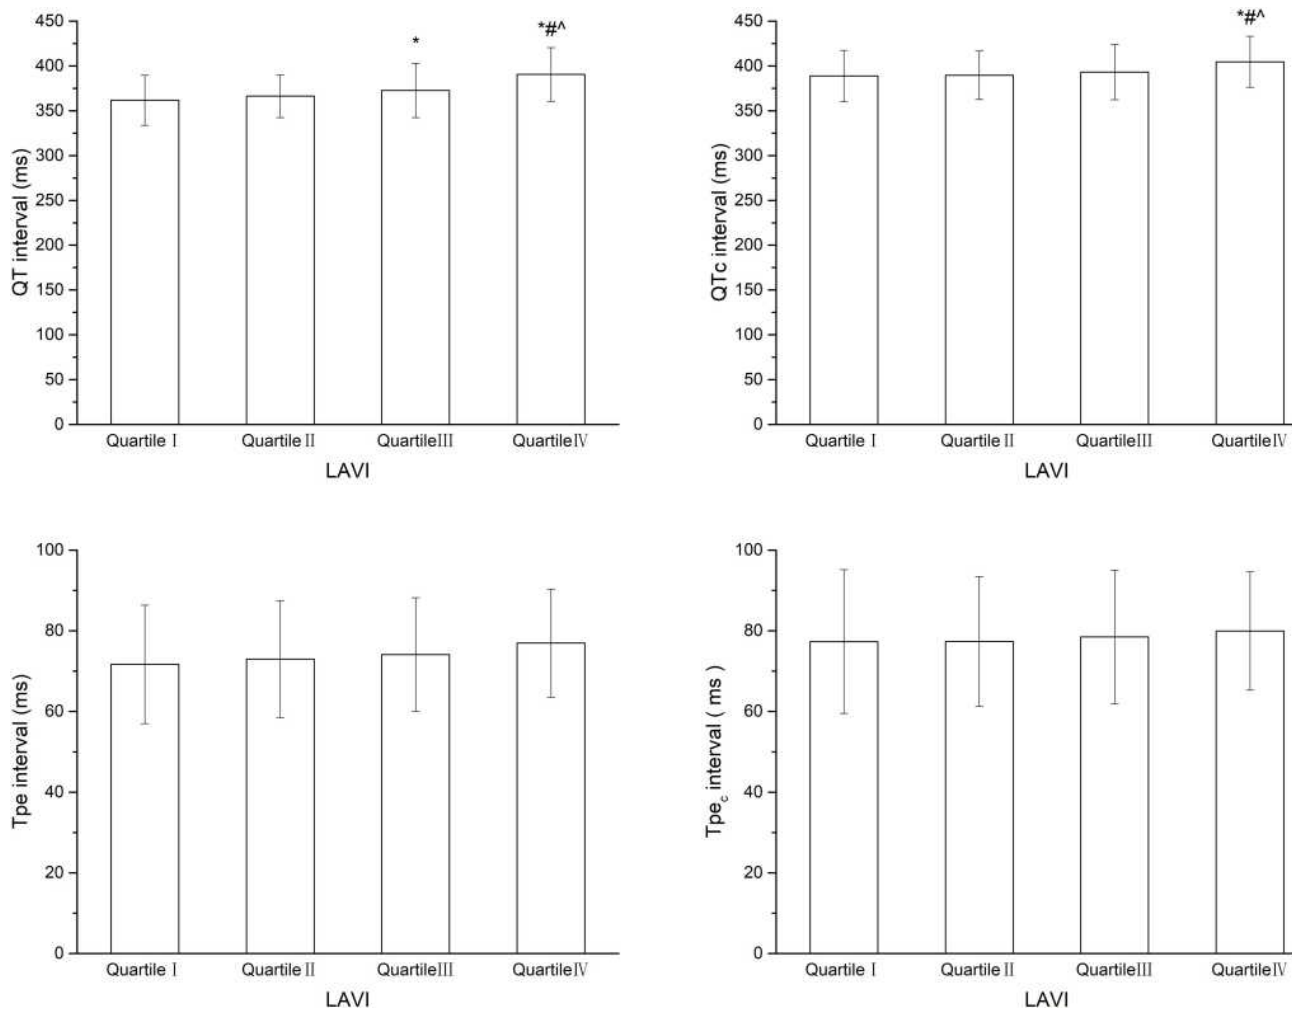 *
*#^
450
400
350
300
250
200
150
100
50
0
QT interval (ms)
Quartile Ⅰ
Quartile Ⅱ
QuartileⅢ
QuartileⅣ
LAVI
*#^
450
400
350
300
250
200
150
100
50
0
QTc interval (ms)
Quartile Ⅰ
Quartile Ⅱ
QuartileⅢ
QuartileⅣ
LAVI
100
80
60
40
20
0
Tpe interval (ms)
Quartile Ⅰ
Quartile Ⅱ
QuartileⅢ
QuartileⅣ
LAVI
100
80
60
40
20
0
Tpec interval ( ms )
Quartile Ⅰ
Quartile Ⅱ
QuartileⅢ
QuartileⅣ
LAVI